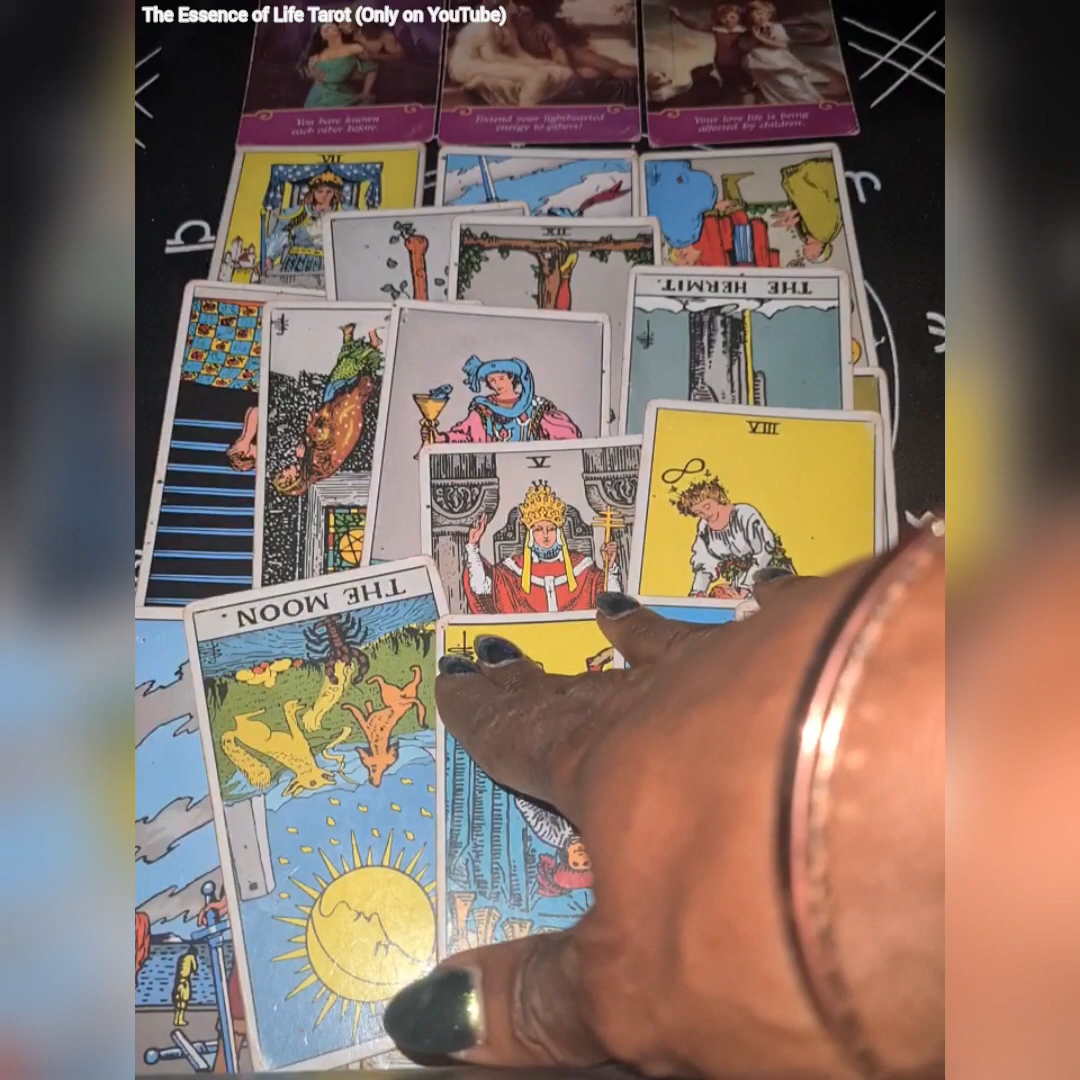 The Essence of Life Tarot (Only on YouTube)
You have known
each other before.
Extend your lighthearted
energy to others!
Your love life is being
affected by children.
VII
XII
THE HERMIT.
V
VIII
THE MOON.